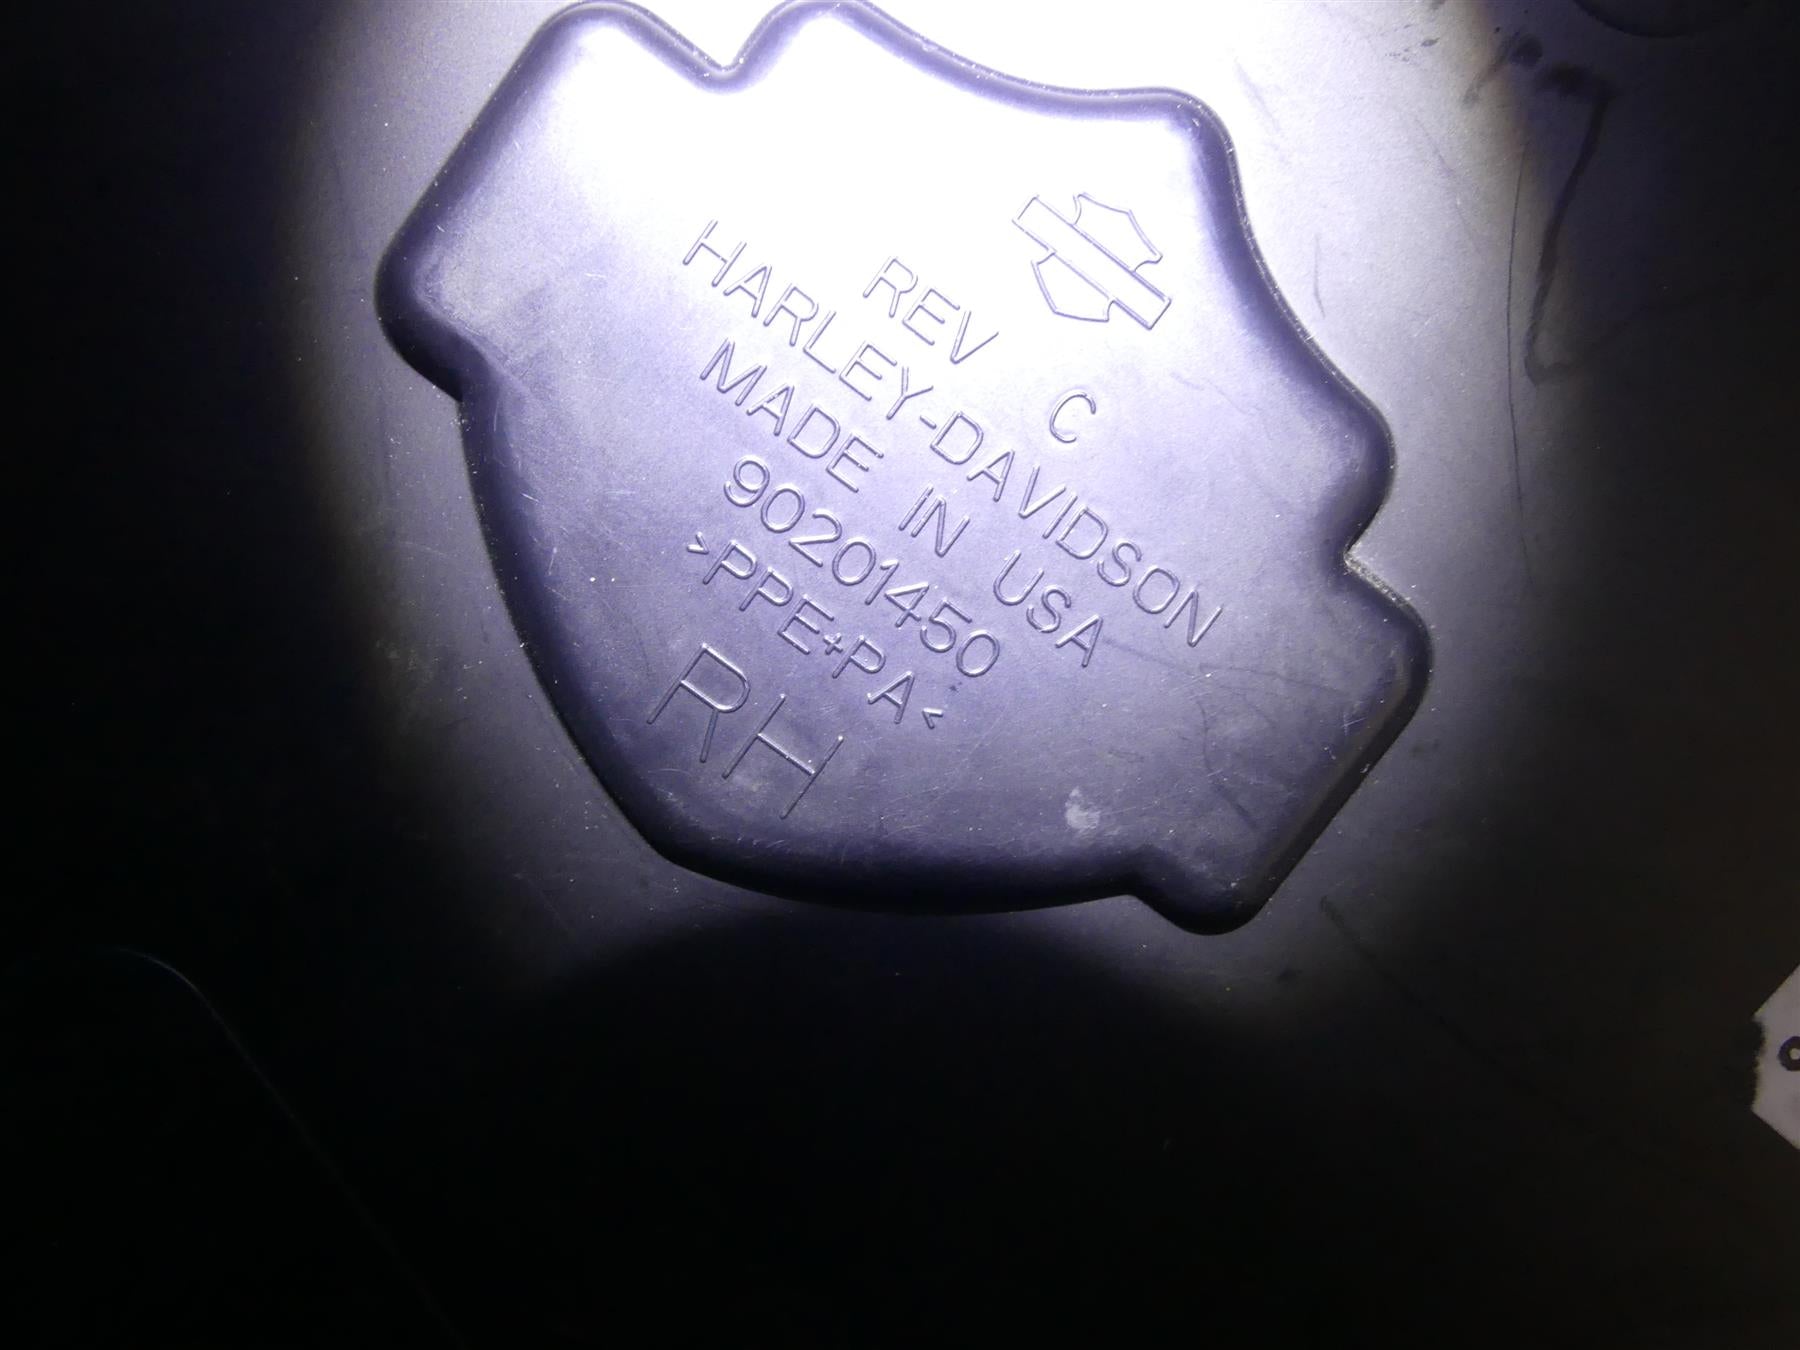 REV C
HARLEY-DAVIDSON
MADE IN USA
90201450
>PPE+PA<
RH